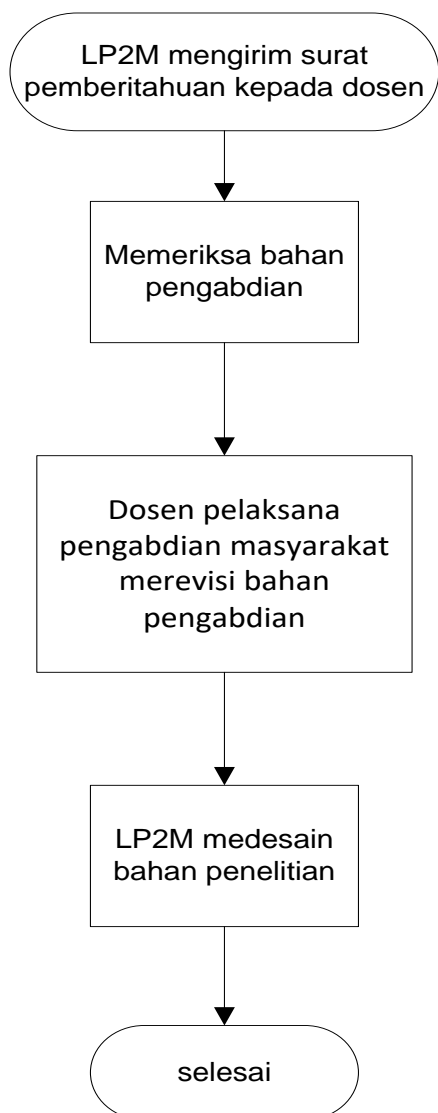 LP2M mengirim surat
pemberitahuan kepada dosen
Memeriksa bahan
pengabdian
Dosen pelaksana
pengabdian masyarakat
merevisi bahan
pengabdian
LP2M medesain
bahan penelitian
selesai